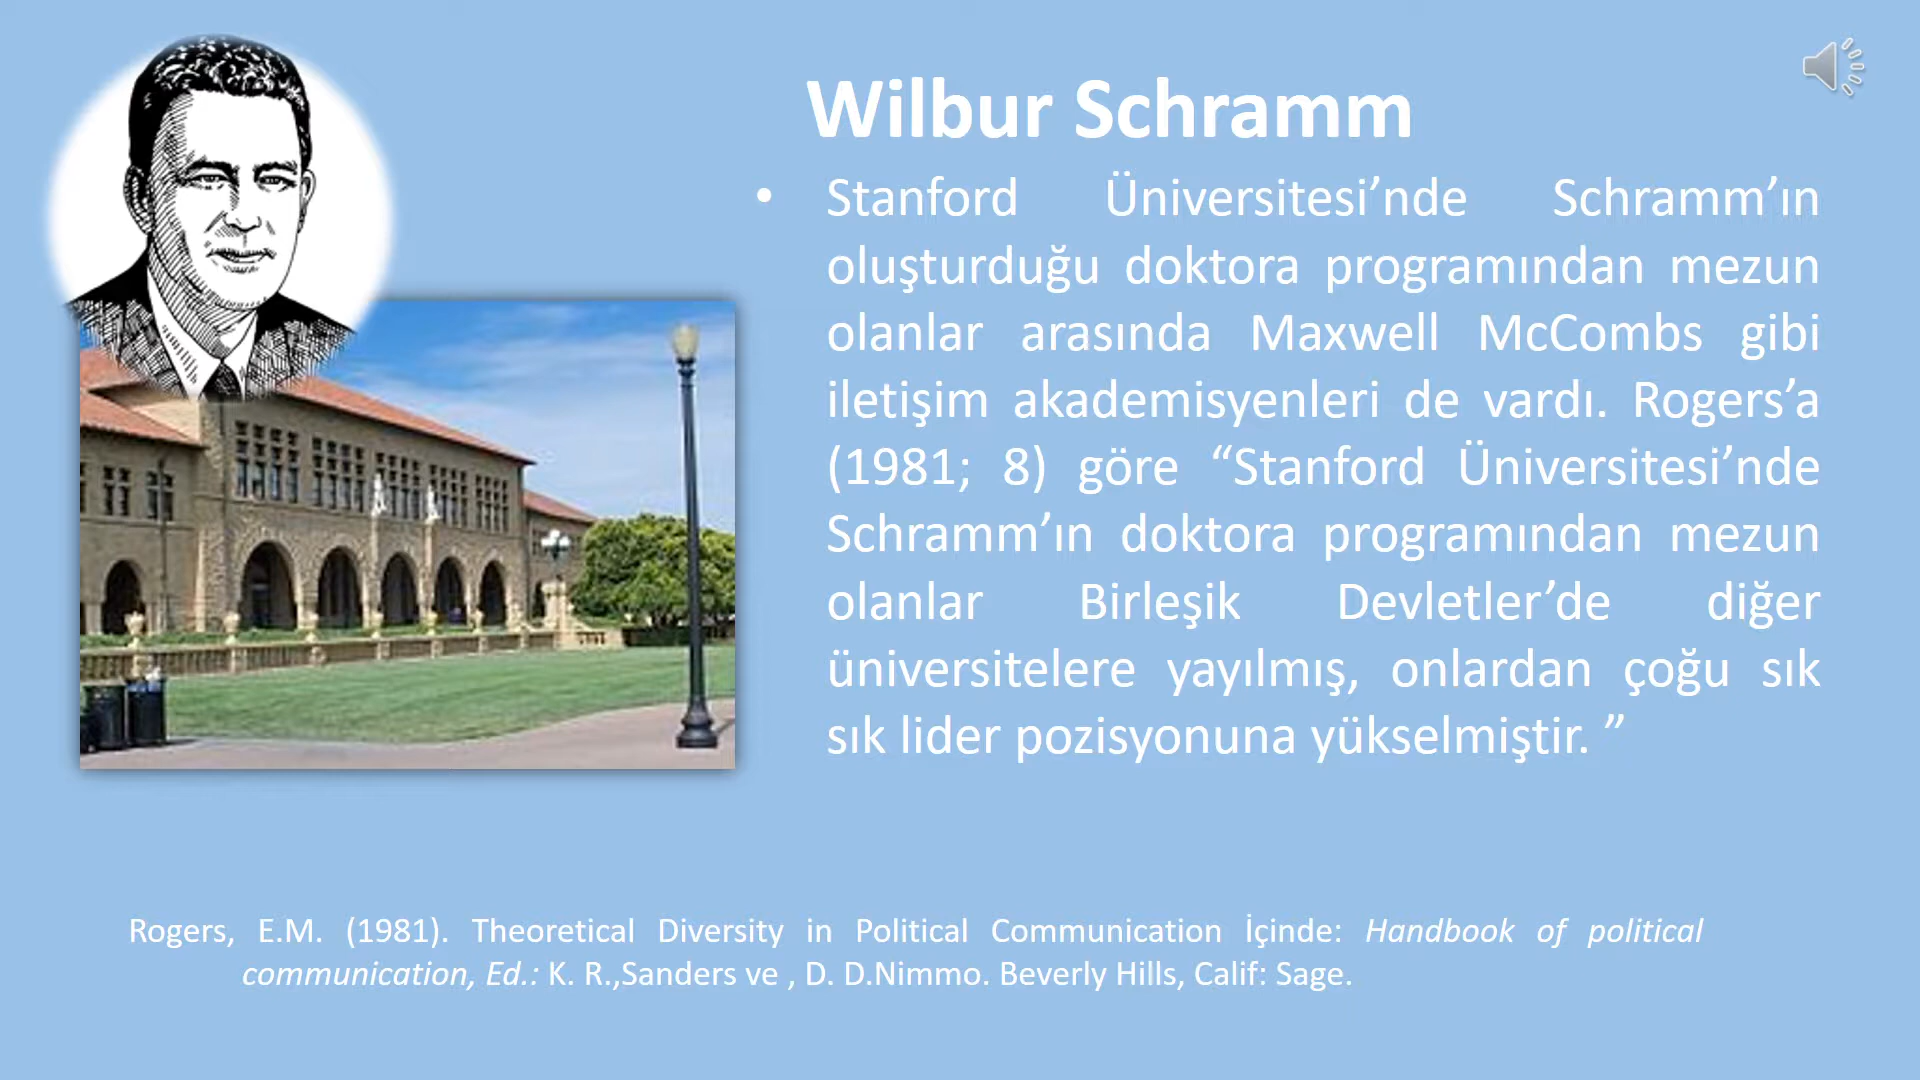 Wilbur Schramm
• Stanford Üniversitesi’nde Schramm’ın
oluşturduğu doktora programından mezun
olanlar arasında Maxwell McCombs gibi
iletişim akademisyenleri de vardı. Rogers’a
(1981; 8) göre “Stanford Üniversitesi’nde
Schramm’ın doktora programından mezun
olanlar Birleşik Devletler’de diğer
üniversitelere yayılmış, onlardan çoğu sık
sık lider pozisyonuna yükselmiştir. ”
Rogers, E.M. (1981). Theoretical Diversity in Political Communication İçinde: Handbook of political
communication, Ed.: K. R.,Sanders ve , D. D.Nimmo. Beverly Hills, Calif: Sage.